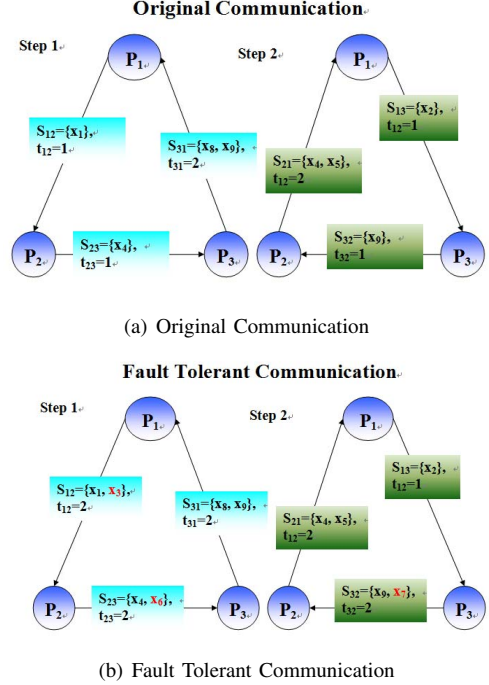 Original Communication
Step 1
Step 2
P1
P1
S12={x1},
t12=1
S31={x8, x9},
t31=2
S21={x4, x5},
t12=2
S13={x2},
t12=1
P2
S23={x4},
t23=1
P3
P2
S32={x9},
t32=1
P3
(a) Original Communication
Fault Tolerant Communication
Step 1
Step 2
P1
P1
S12={x1, x3},
t12=2
S31={x8, x9},
t31=2
S21={x4, x5},
t12=2
S13={x2},
t12=1
P2
S23={x4, x6},
t23=2
P3
P2
S32={x9, x7},
t32=2
P3
(b) Fault Tolerant Communication